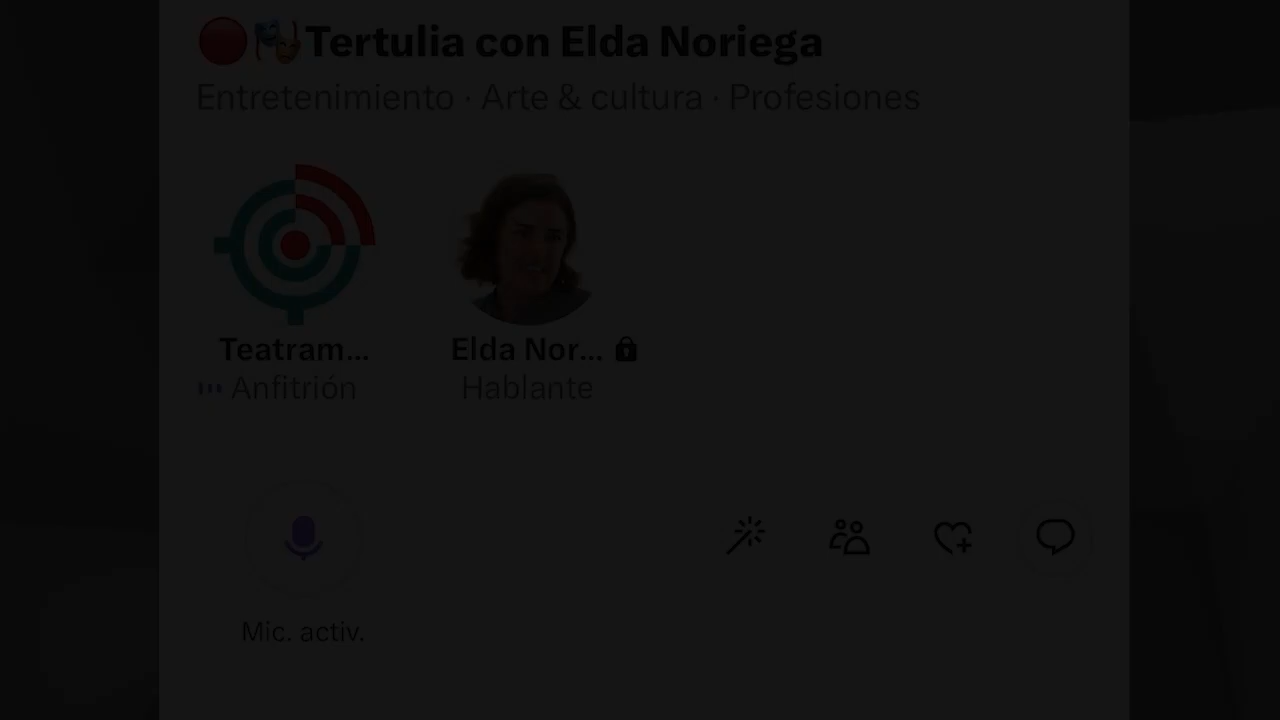 🔴🎭Tertulia con Elda Noriega
Entretenimiento · Arte & cultura · Profesiones
Teatram...
Anfitrión
Elda Nor...
Hablante
Mic. activ.